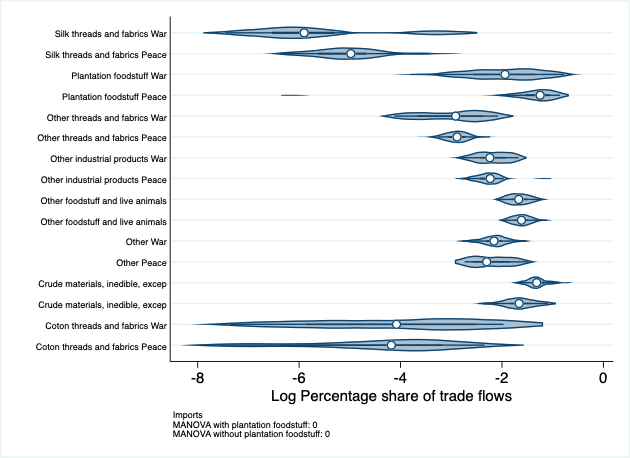 Silk threads and fabrics War
Silk threads and fabrics Peace
Plantation foodstuff War
Plantation foodstuff Peace
Other threads and fabrics War
Other threads and fabrics Peace
Other industrial products War
Other industrial products Peace
Other foodstuff and live animals
Other foodstuff and live animals
Other War
Other Peace
Crude materials, inedible, excep
Crude materials, inedible, excep
Coton threads and fabrics War
Coton threads and fabrics Peace
-8 -6 -4 -2 0
Log Percentage share of trade flows
Imports
MANOVA with plantation foodstuff: 0
MANOVA without plantation foodstuff: 0